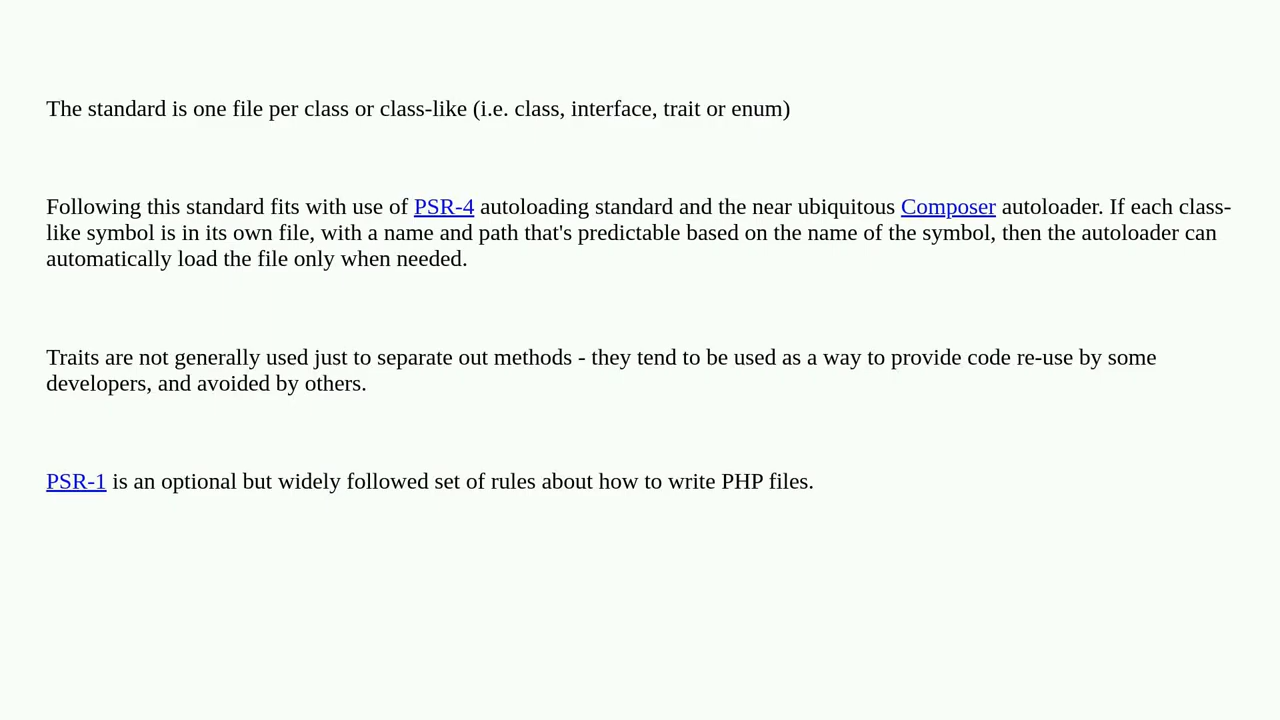 The standard is one file per class or class-like (i.e. class, interface, trait or enum)
Following this standard fits with use of PSR-4 autoloading standard and the near ubiquitous Composer autoloader. If each class-
like symbol is in its own file, with a name and path that's predictable based on the name of the symbol, then the autoloader can
automatically load the file only when needed.
Traits are not generally used just to separate out methods - they tend to be used as a way to provide code re-use by some
developers, and avoided by others.
PSR-1 is an optional but widely followed set of rules about how to write PHP files.